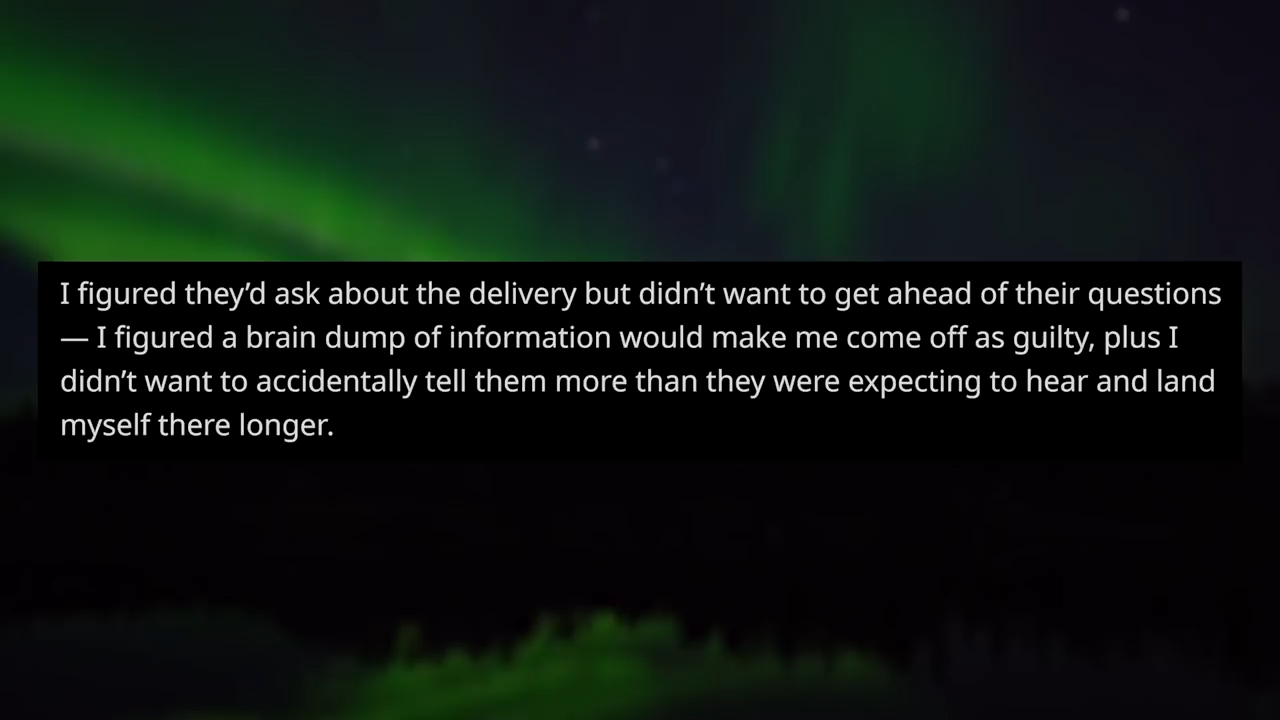 I figured they’d ask about the delivery but didn’t want to get ahead of their questions
— I figured a brain dump of information would make me come off as guilty, plus I
didn’t want to accidentally tell them more than they were expecting to hear and land
myself there longer.